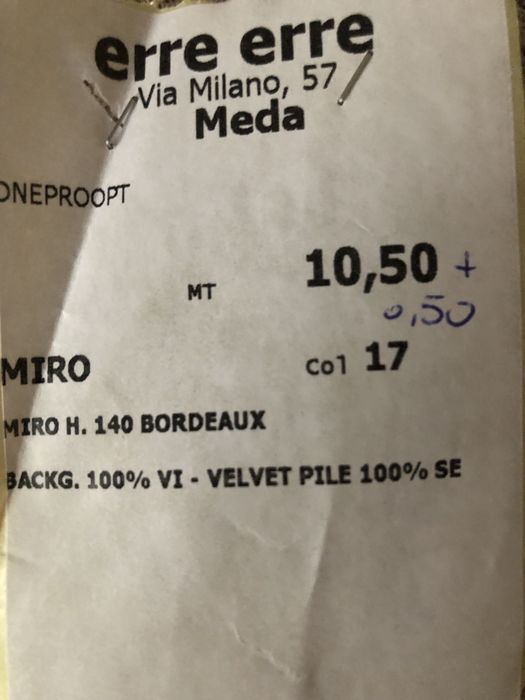 erre erre
Via Milano, 57
Meda
ONEPROOPT
MT 10,50 +
0,50
MIRO Col 17
MIRO H. 140 BORDEAUX
BACKG. 100% VI - VELVET PILE 100% SE